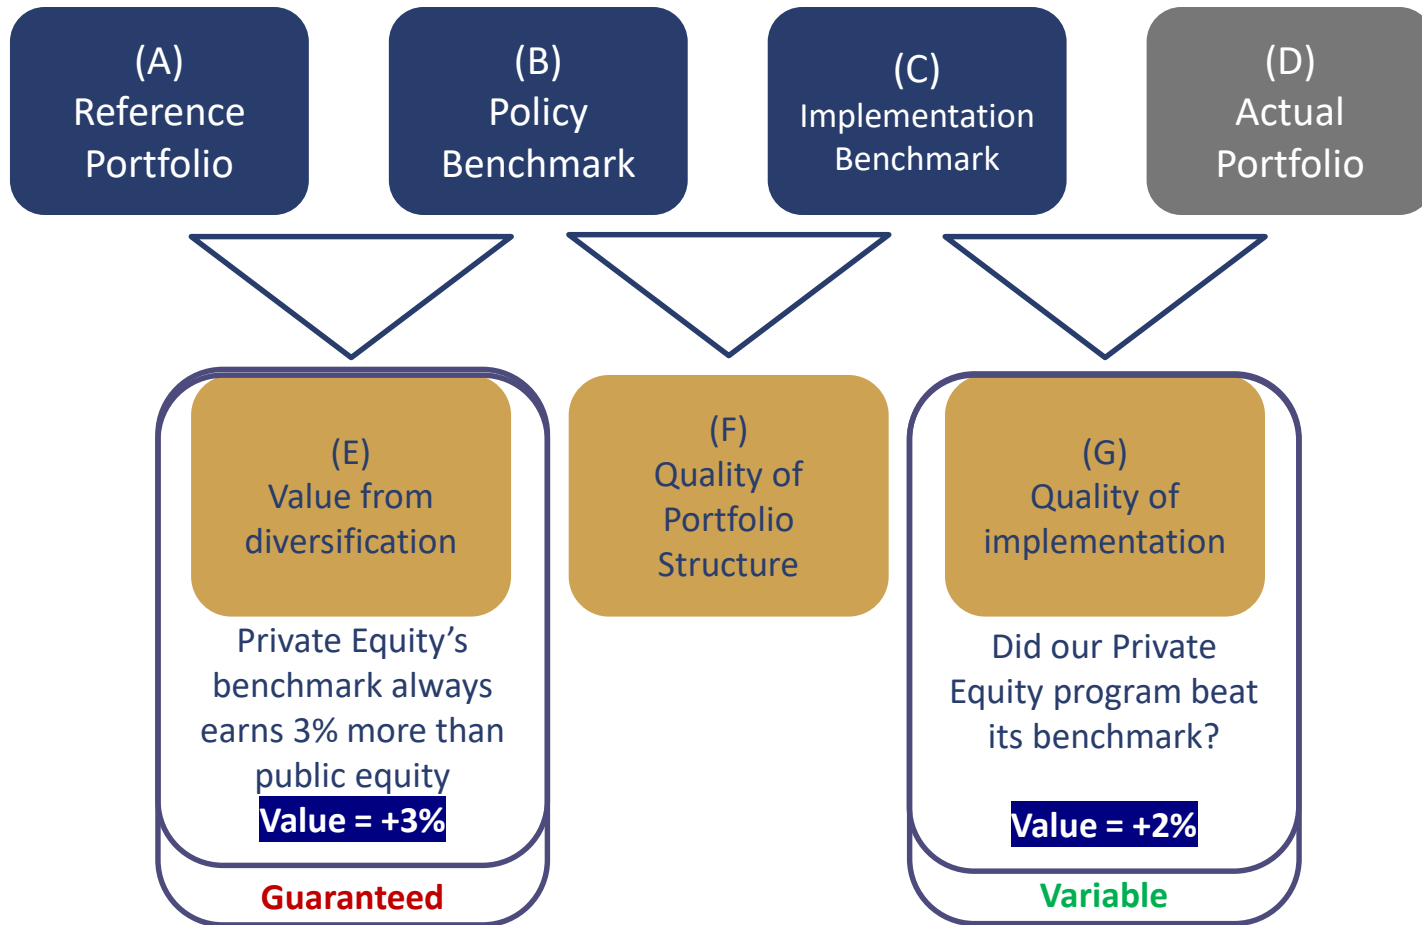 (A)
Reference
Portfolio
(B)
Policy
Benchmark
(C)
Implementation
Benchmark
(D)
Actual
Portfolio
(E)
Value from
diversification
Private Equity’s
benchmark always
earns 3% more than
public equity
Value = +3%
Guaranteed
(F)
Quality of
Portfolio
Structure
(G)
Quality of
implementation
Did our Private
Equity program beat
its benchmark?
Value = +2%
Variable